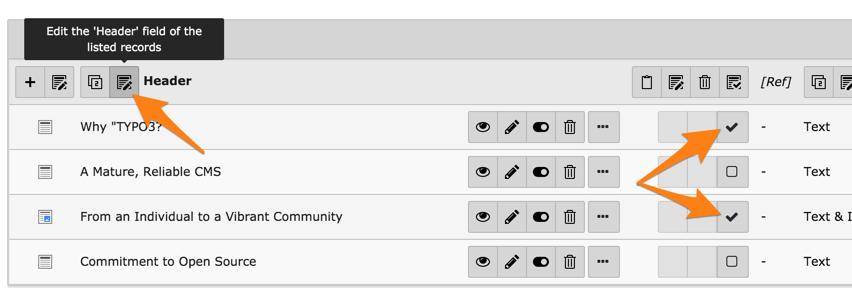 Edit the 'Header' field of the
listed records
Header
[Ref]
Why "TYPO3?
- Text
A Mature, Reliable CMS
- Text
From an Individual to a Vibrant Community
- Text & I
Commitment to Open Source
- Text